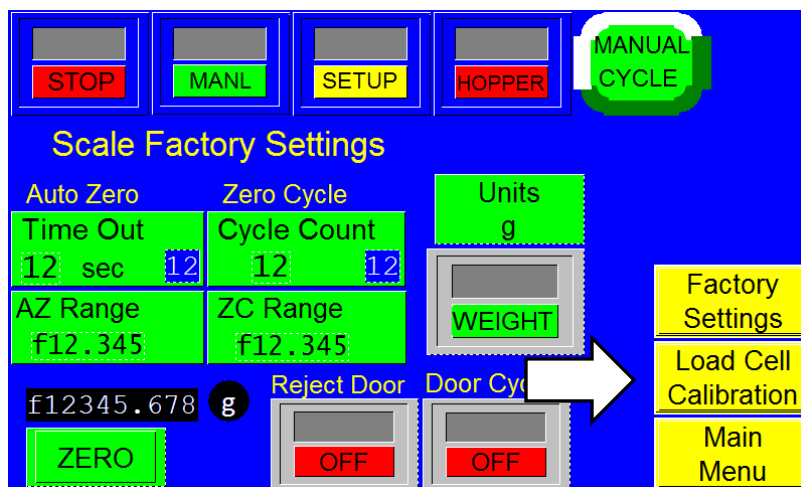 STOP
MANL
SETUP
HOPPER
MANUAL
CYCLE
Scale Factory Settings
Auto Zero
Zero Cycle
Units
g
Time Out
12 sec 12
Cycle Count
12 12
AZ Range
f12.345
ZC Range
f12.345
WEIGHT
Factory
Settings
Load Cell
Calibration
Main
Menu
Reject Door
Door Cy
f12345.678 g
ZERO
OFF
OFF